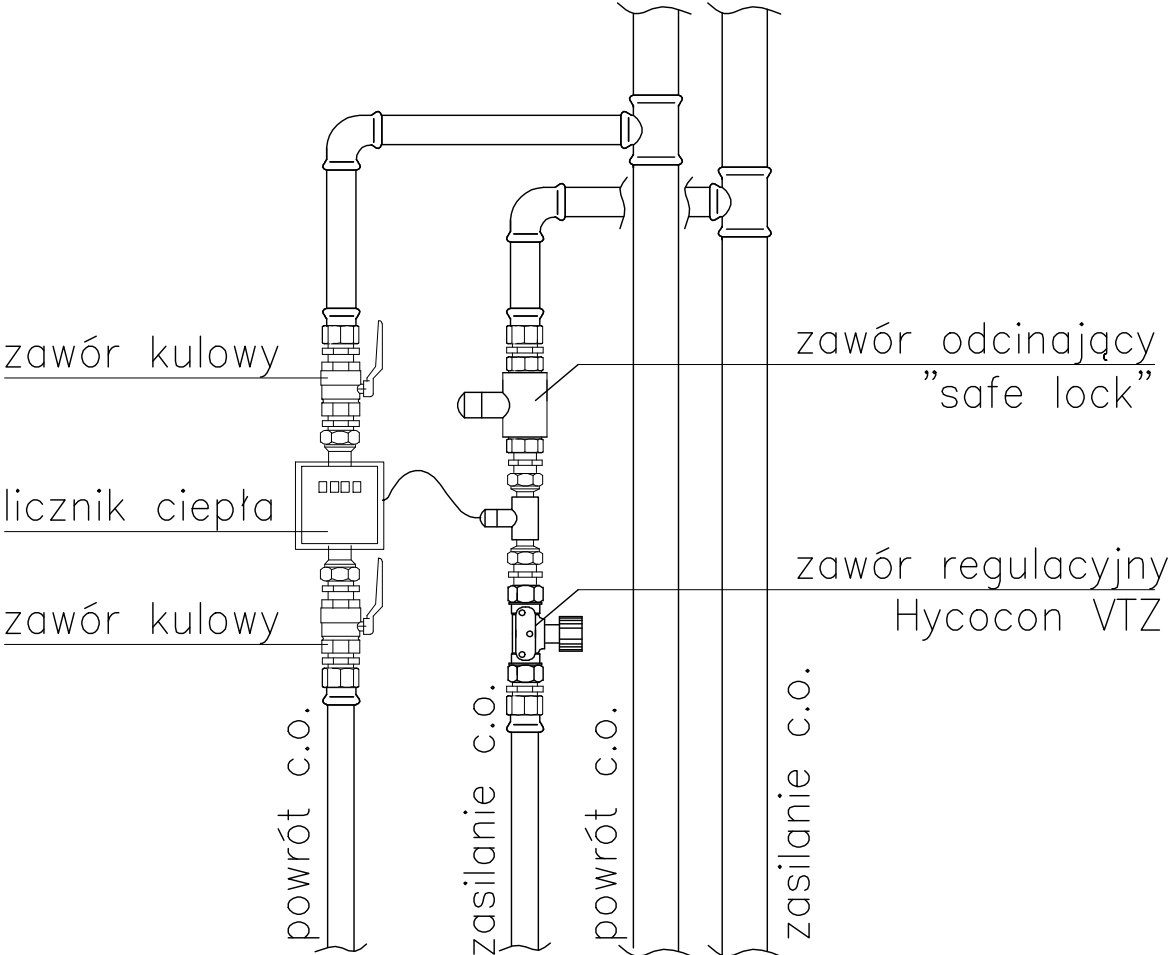 zawór kulowy
zawór odcinający
"safe lock"
licznik ciepła
zawór regulacyjny
Hycocon VTZ
zawór kulowy
powrót c.o.
zasilanie c.o.
powrót c.o.
zasilanie c.o.